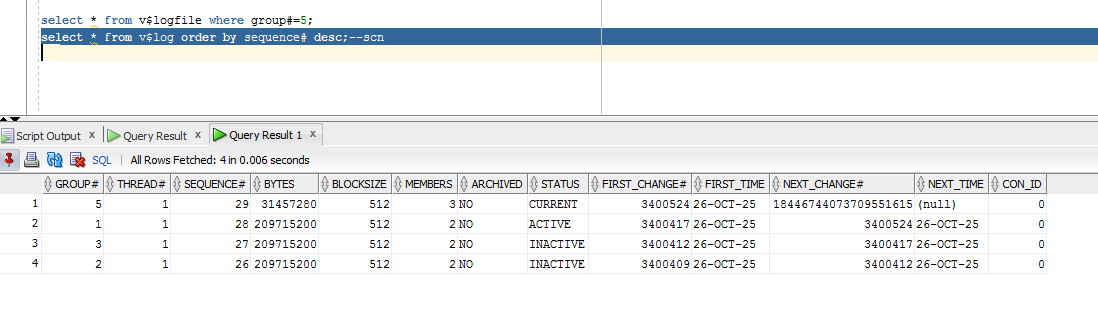 select * from v$logfile where group#=5;
select * from v$log order by sequence# desc;--scn
Script Output x Query Result x Query Result 1 x
SQL | All Rows Fetched: 4 in 0.006 seconds
GROUP# THREAD# SEQUENCE# BYTES BLOCKSIZE MEMBERS ARCHIVED STATUS FIRST_CHANGE# FIRST_TIME NEXT_CHANGE# NEXT_TIME CON_ID
1 5 1 29 31457280 512 3 NO CURRENT 3400524 26-OCT-25 18446744073709551615 (null) 0
2 1 1 28 209715200 512 2 NO ACTIVE 3400417 26-OCT-25 3400524 26-OCT-25 0
3 3 1 27 209715200 512 2 NO INACTIVE 3400412 26-OCT-25 3400417 26-OCT-25 0
4 2 1 26 209715200 512 2 NO INACTIVE 3400409 26-OCT-25 3400412 26-OCT-25 0